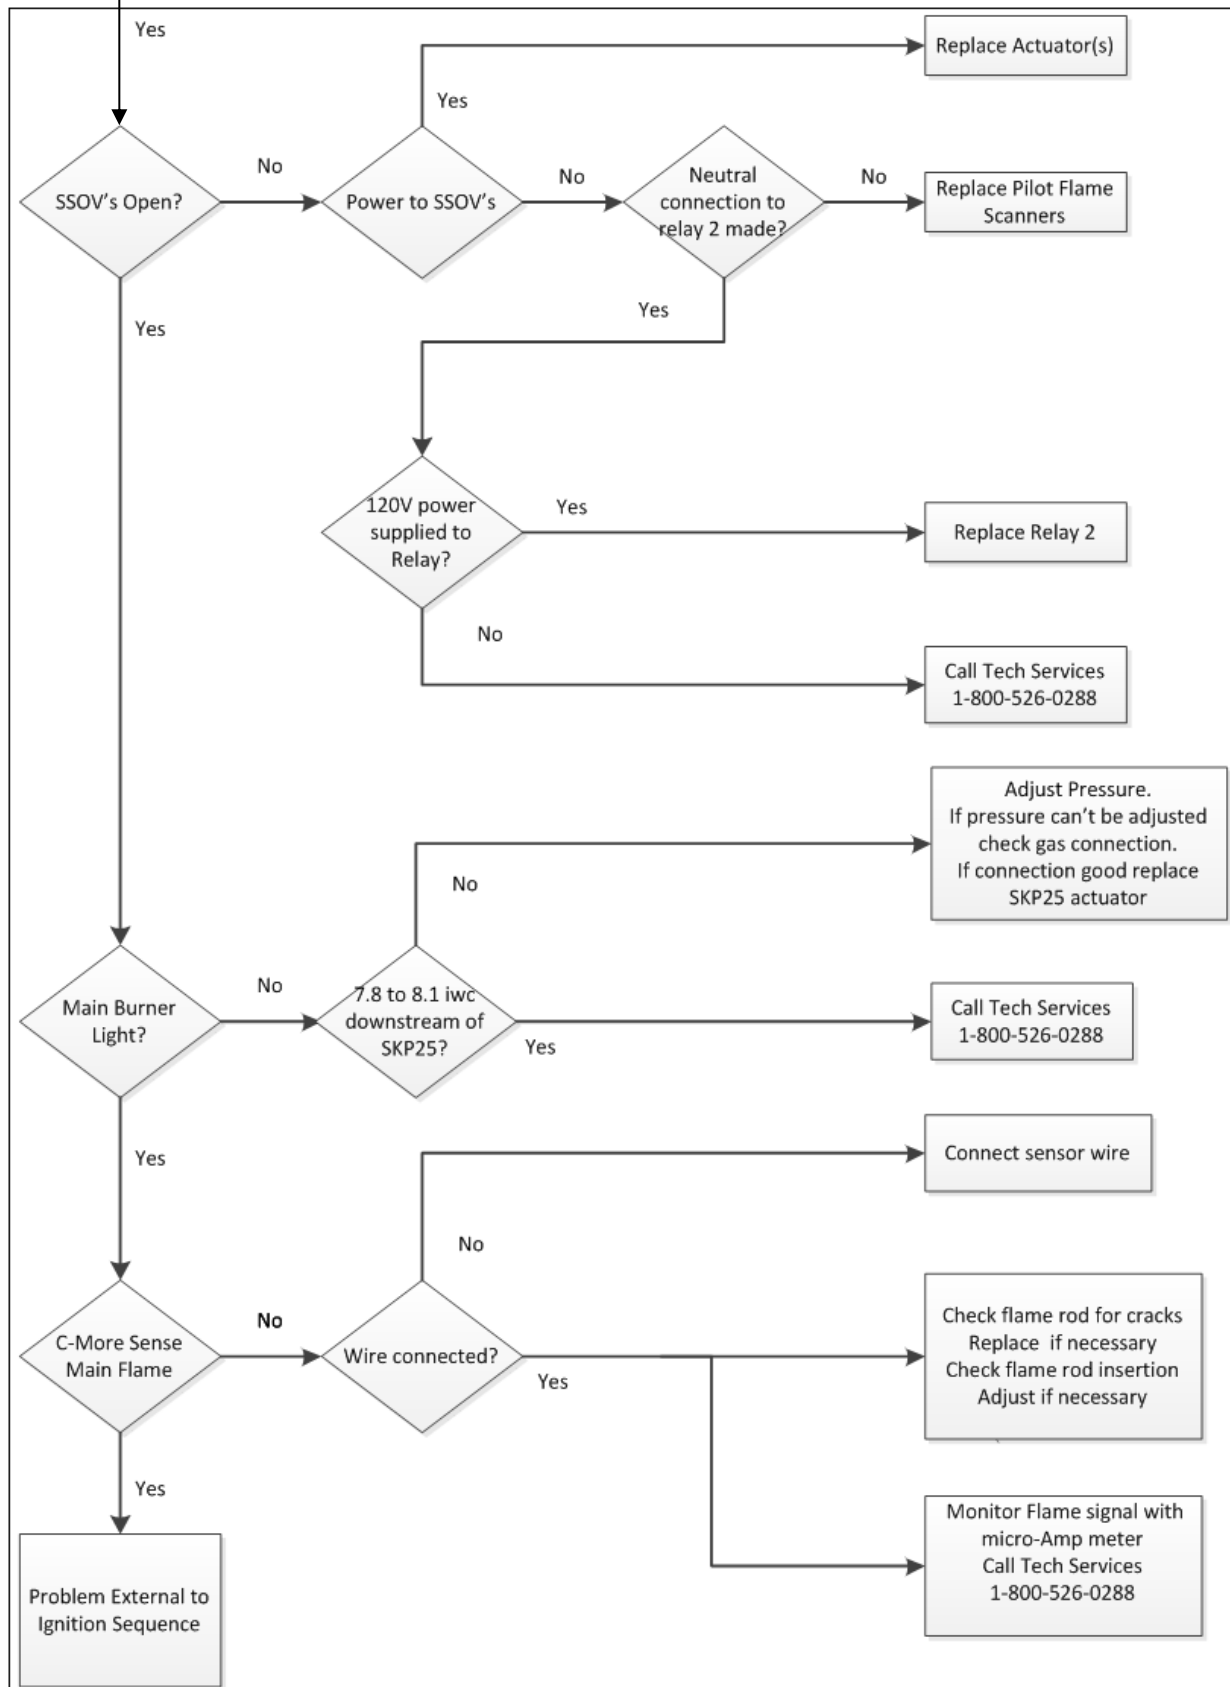 Yes
Replace Actuator(s)
Yes
SSOV's Open?
No
Power to SSOV's
No
Neutral
connection to
relay 2 made?
No
Replace Pilot Flame
Scanners
Yes
Yes
120V power
supplied to
Relay?
Yes
Replace Relay 2
No
Call Tech Services
1-800-526-0288
Adjust Pressure.
If pressure can't be adjusted
check gas connection.
If connection good replace
SKP25 actuator
No
Main Burner
Light?
No
7.8 to 8.1 iwc
downstream of
SKP25?
Yes
Call Tech Services
1-800-526-0288
Yes
Connect sensor wire
No
C-More Sense
Main Flame
No
Wire connected?
Yes
Check flame rod for cracks
Replace if necessary
Check flame rod insertion
Adjust if necessary
Yes
Problem External to
Ignition Sequence
Monitor Flame signal with
micro-Amp meter
Call Tech Services
1-800-526-0288